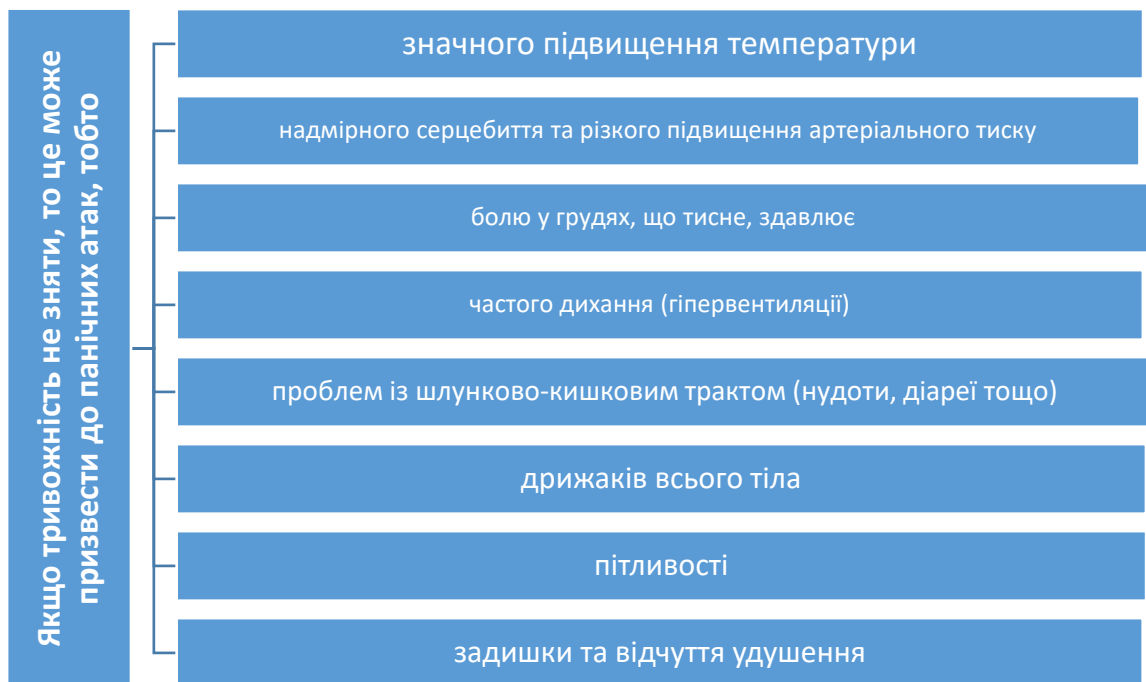 Якщо тривожність не зняти, то це може
призвести до панічних атак, тобто
значного підвищення температури
надмірного серцебиття та різкого підвищення артеріального тиску
болю у грудях, що тисне, здавлює
частого дихання (гіпервентиляції)
проблем із шлунково-кишковим трактом (нудоти, діареї тощо)
дрижаків всього тіла
пітливості
задишки та відчуття удушення